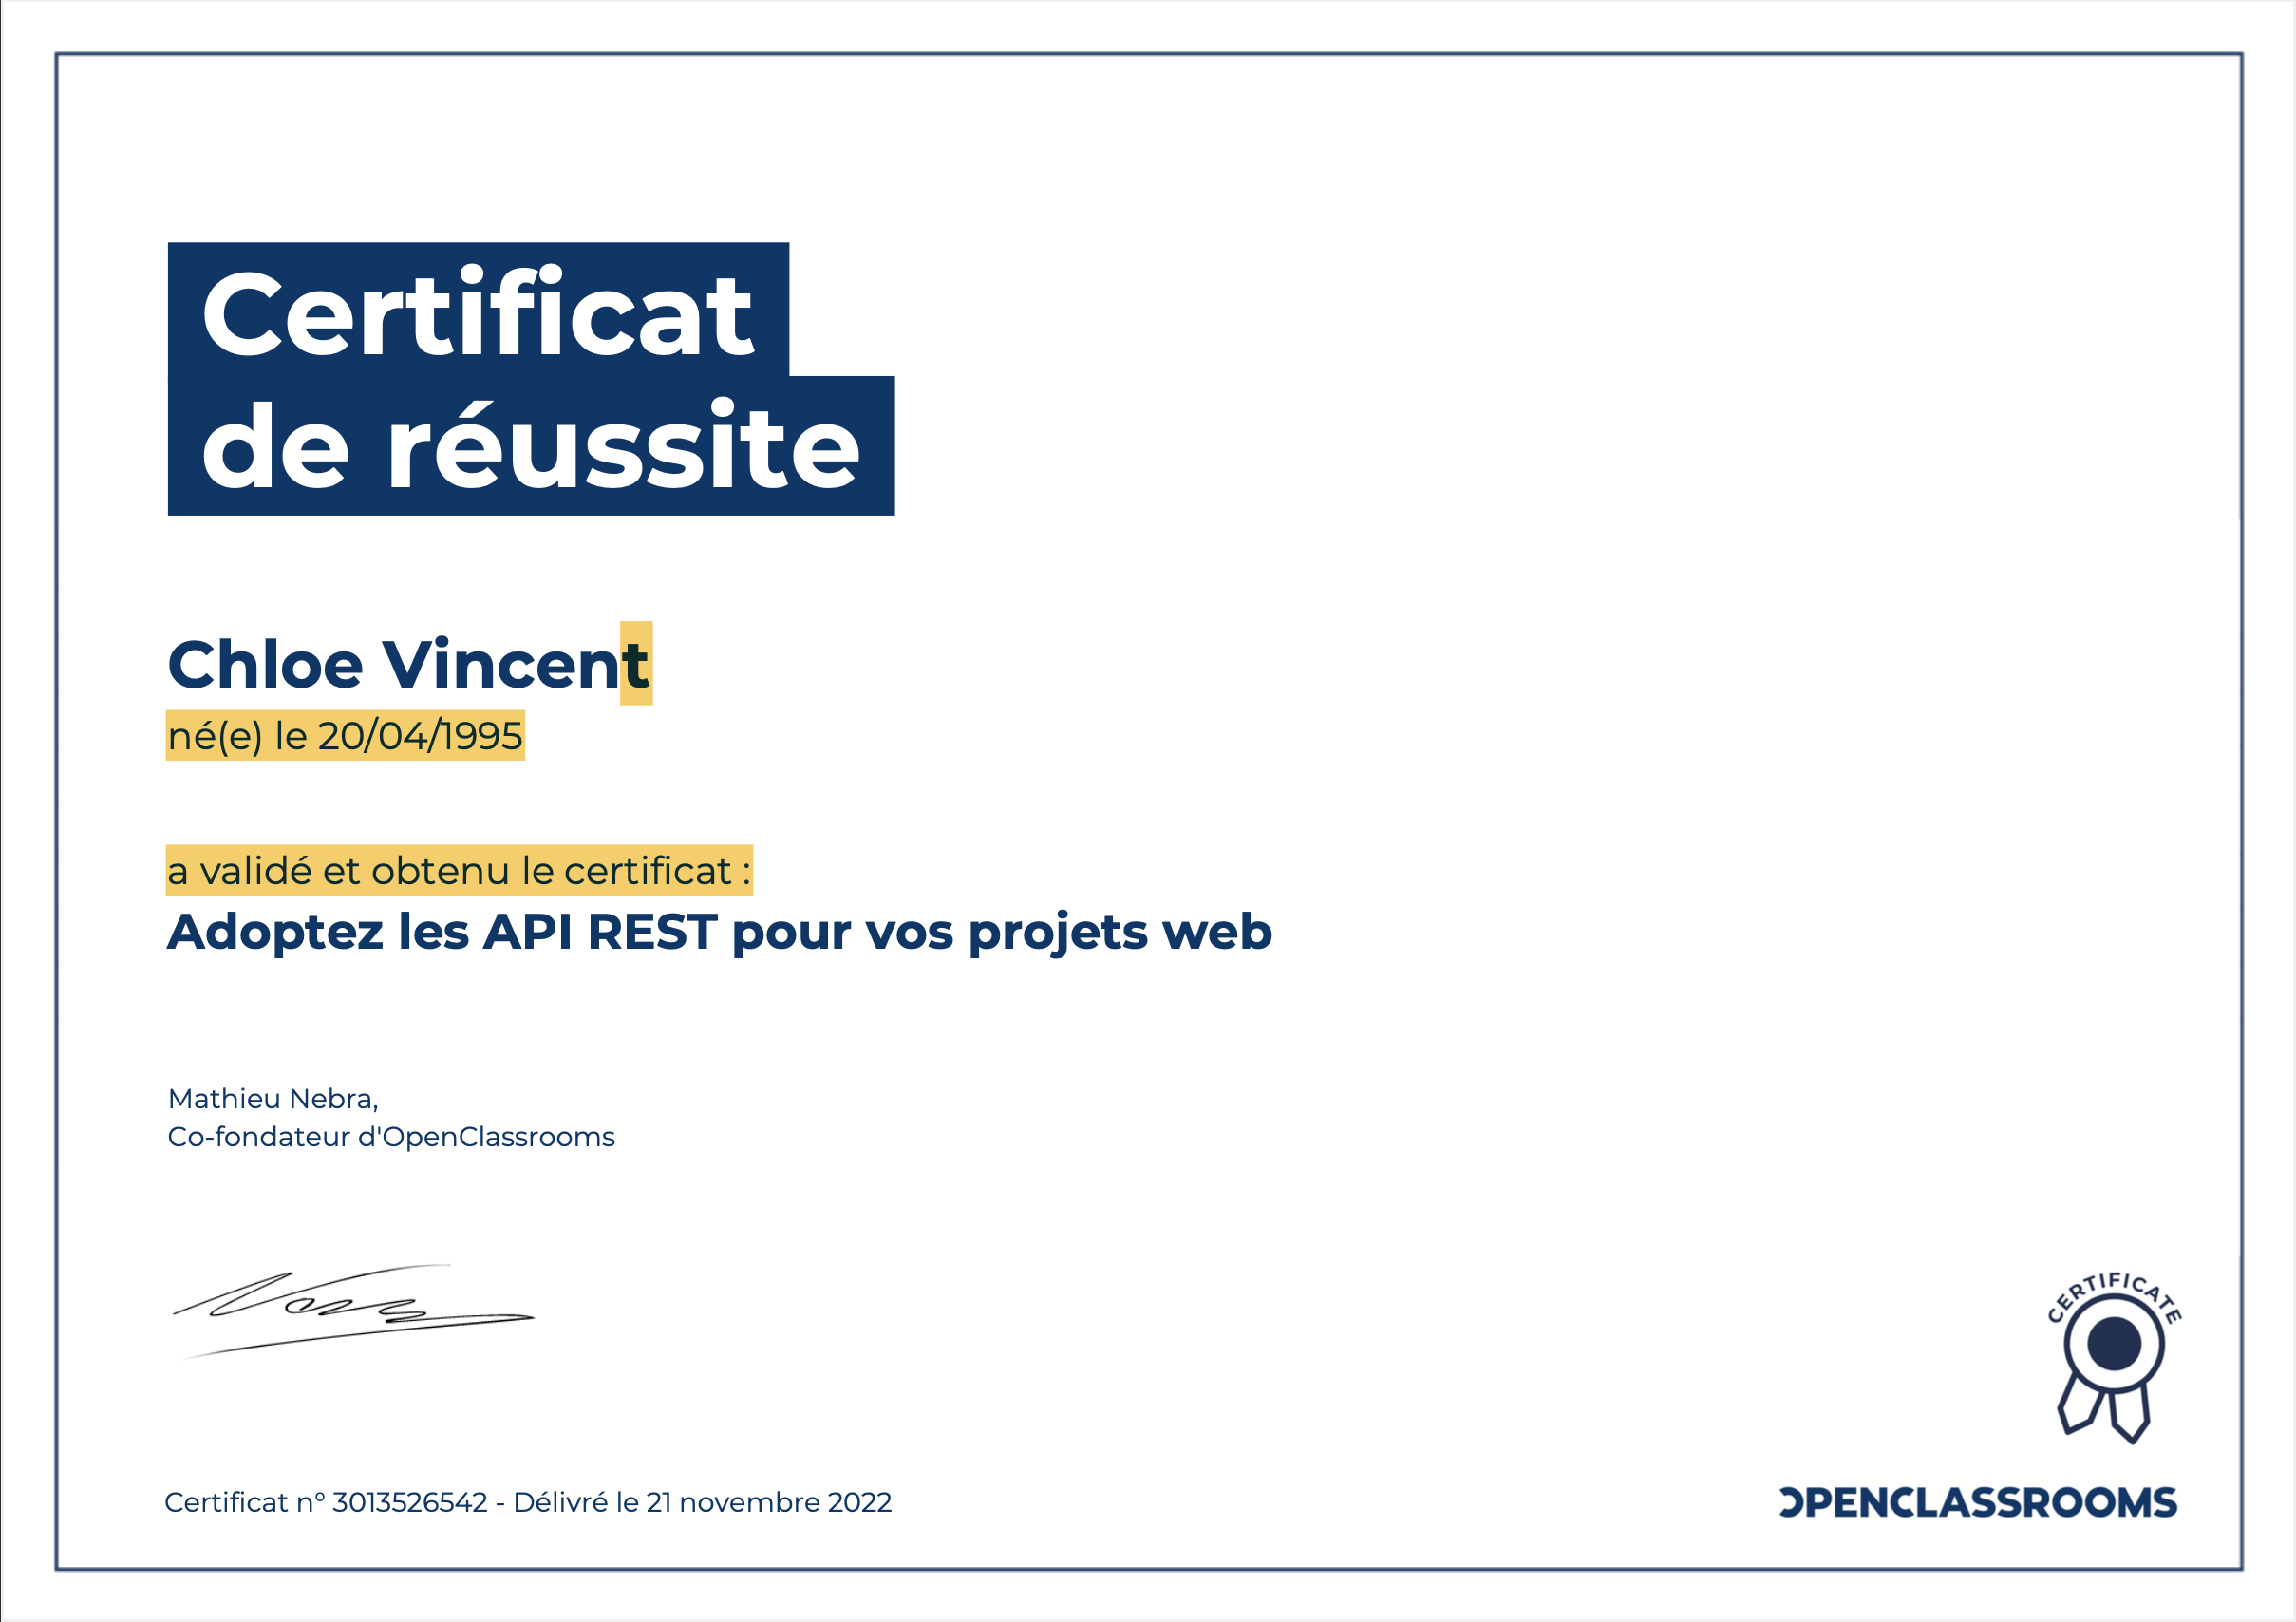 Certificat
de réussite
Chloe Vincent
né(e) le 20/04/1995
a validé et obtenu le certificat :
Adoptez les API REST pour vos projets web
Mathieu Nebra,
Co-fondateur d'OpenClassrooms
CERTIFICATE
Certificat n° 3013526542 - Délivré le 21 novembre 2022
OPENCLASSROOMS